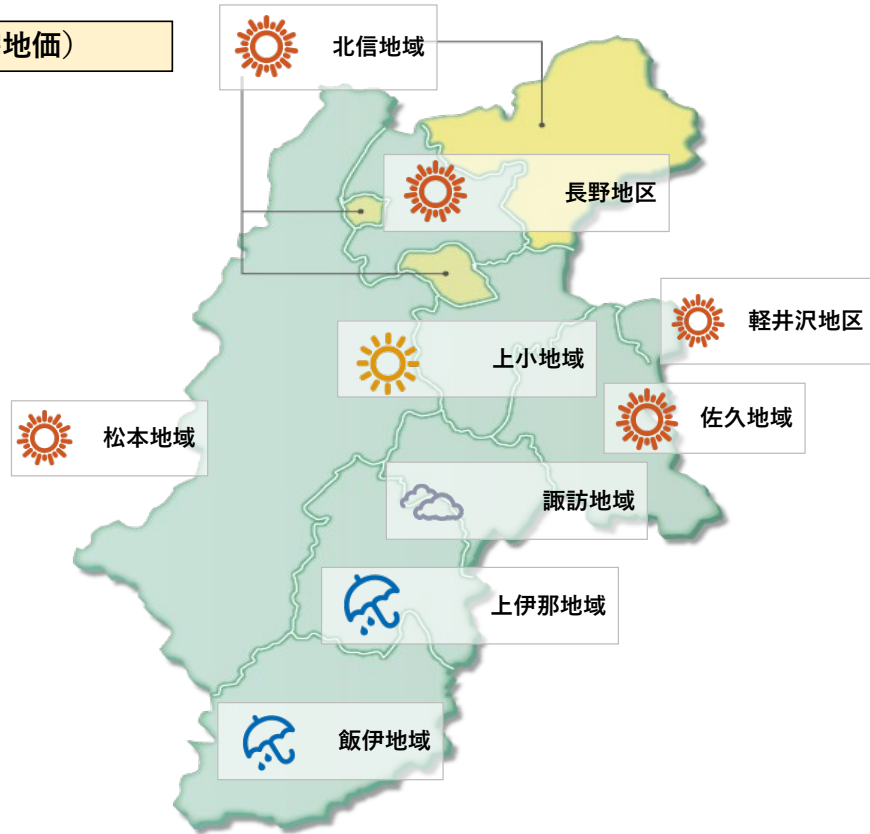 地価）
北信地域
長野地区
軽井沢地区
上小地域
佐久地域
松本地域
諏訪地域
上伊那地域
飯伊地域